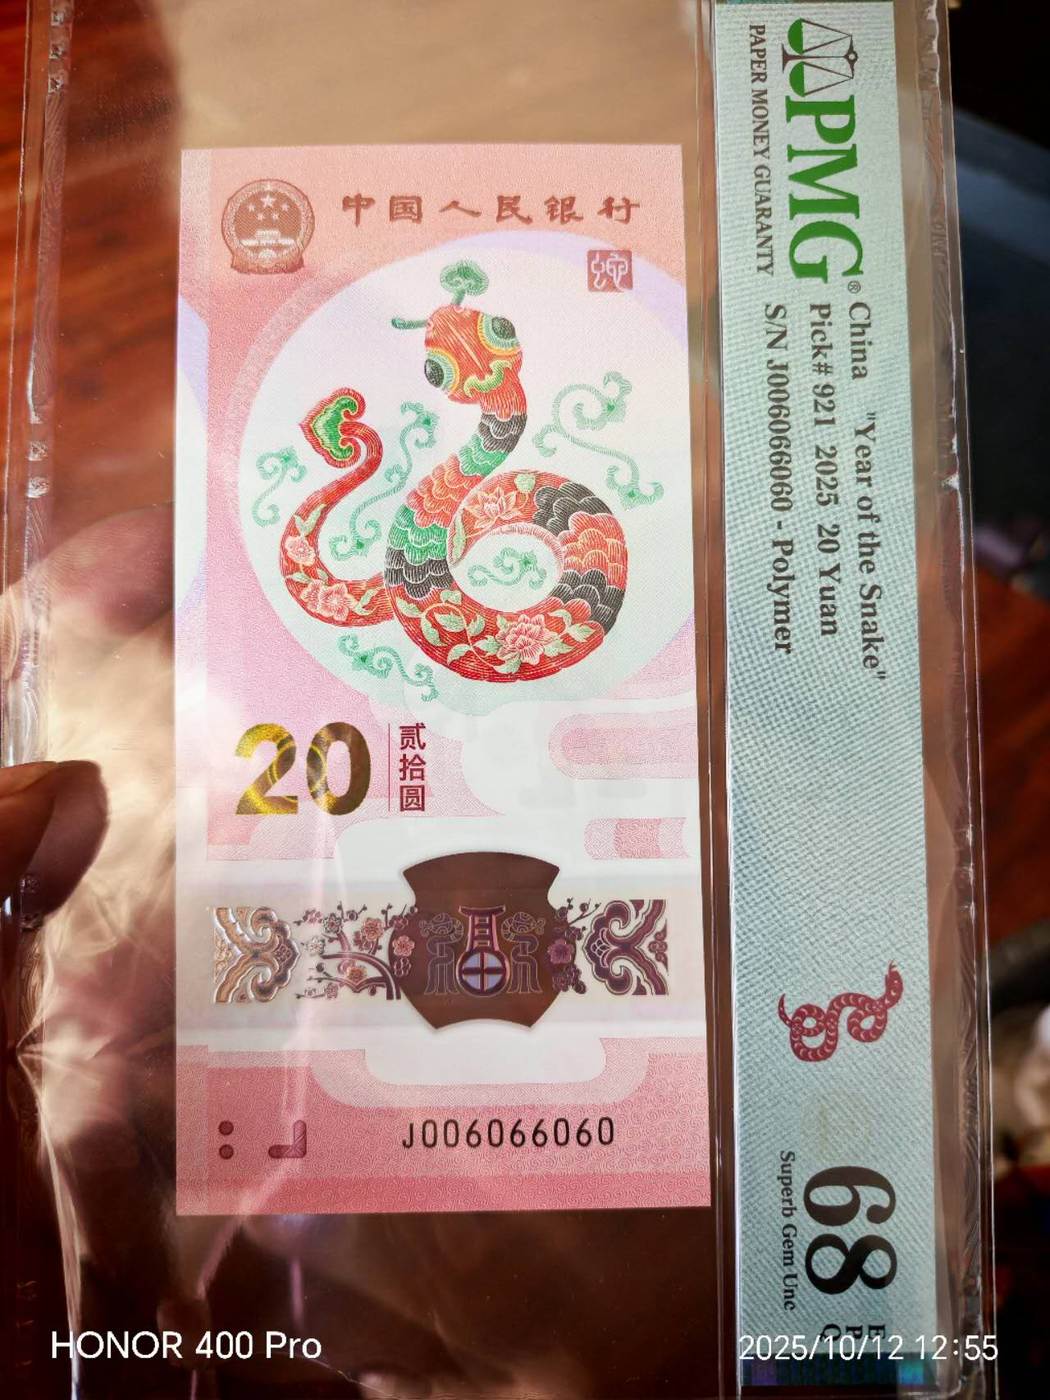 中国人民银行
蛇
20
贰拾圆
J006066060
PMG®
PAPER MONEY GUARANTY
China "Year of the Snake"
Pick# 921 2025 20 Yuan
S/N J006066060 - Polymer
68 EPQ
Superb Gem Unc
HONOR 400 Pro
2025/10/12 12:55